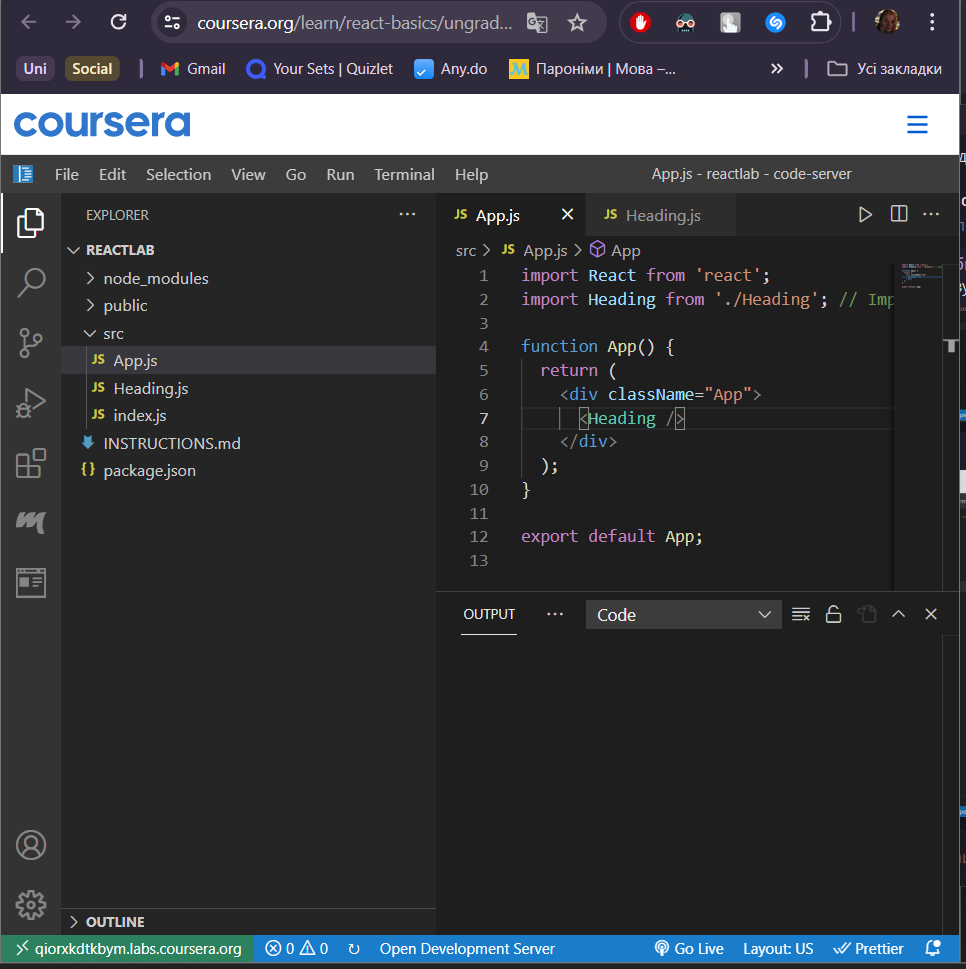 coursera.org/learn/react-basics/ungrad...
Uni Social Gmail Your Sets | Quizlet Any.do Пароніми | Мова –... » Усі закладки
coursera
File Edit Selection View Go Run Terminal Help App.js - reactlab - code-server
EXPLORER ...
REACTLAB
node_modules
public
src
JS App.js
JS Heading.js
JS index.js
INSTRUCTIONS.md
{} package.json
OUTLINE
JS App.js JS Heading.js ...
src > JS App.js > App
1 import React from 'react';
2 import Heading from './Heading'; // Imp
3
4 function App() {
5 return (
6 <div className="App">
7 <Heading />
8 </div>
9 );
10 }
11
12 export default App;
13
OUTPUT ... Code
qiorxkdtkbym.labs.coursera.org 0 0 Open Development Server Go Live Layout: US Prettier